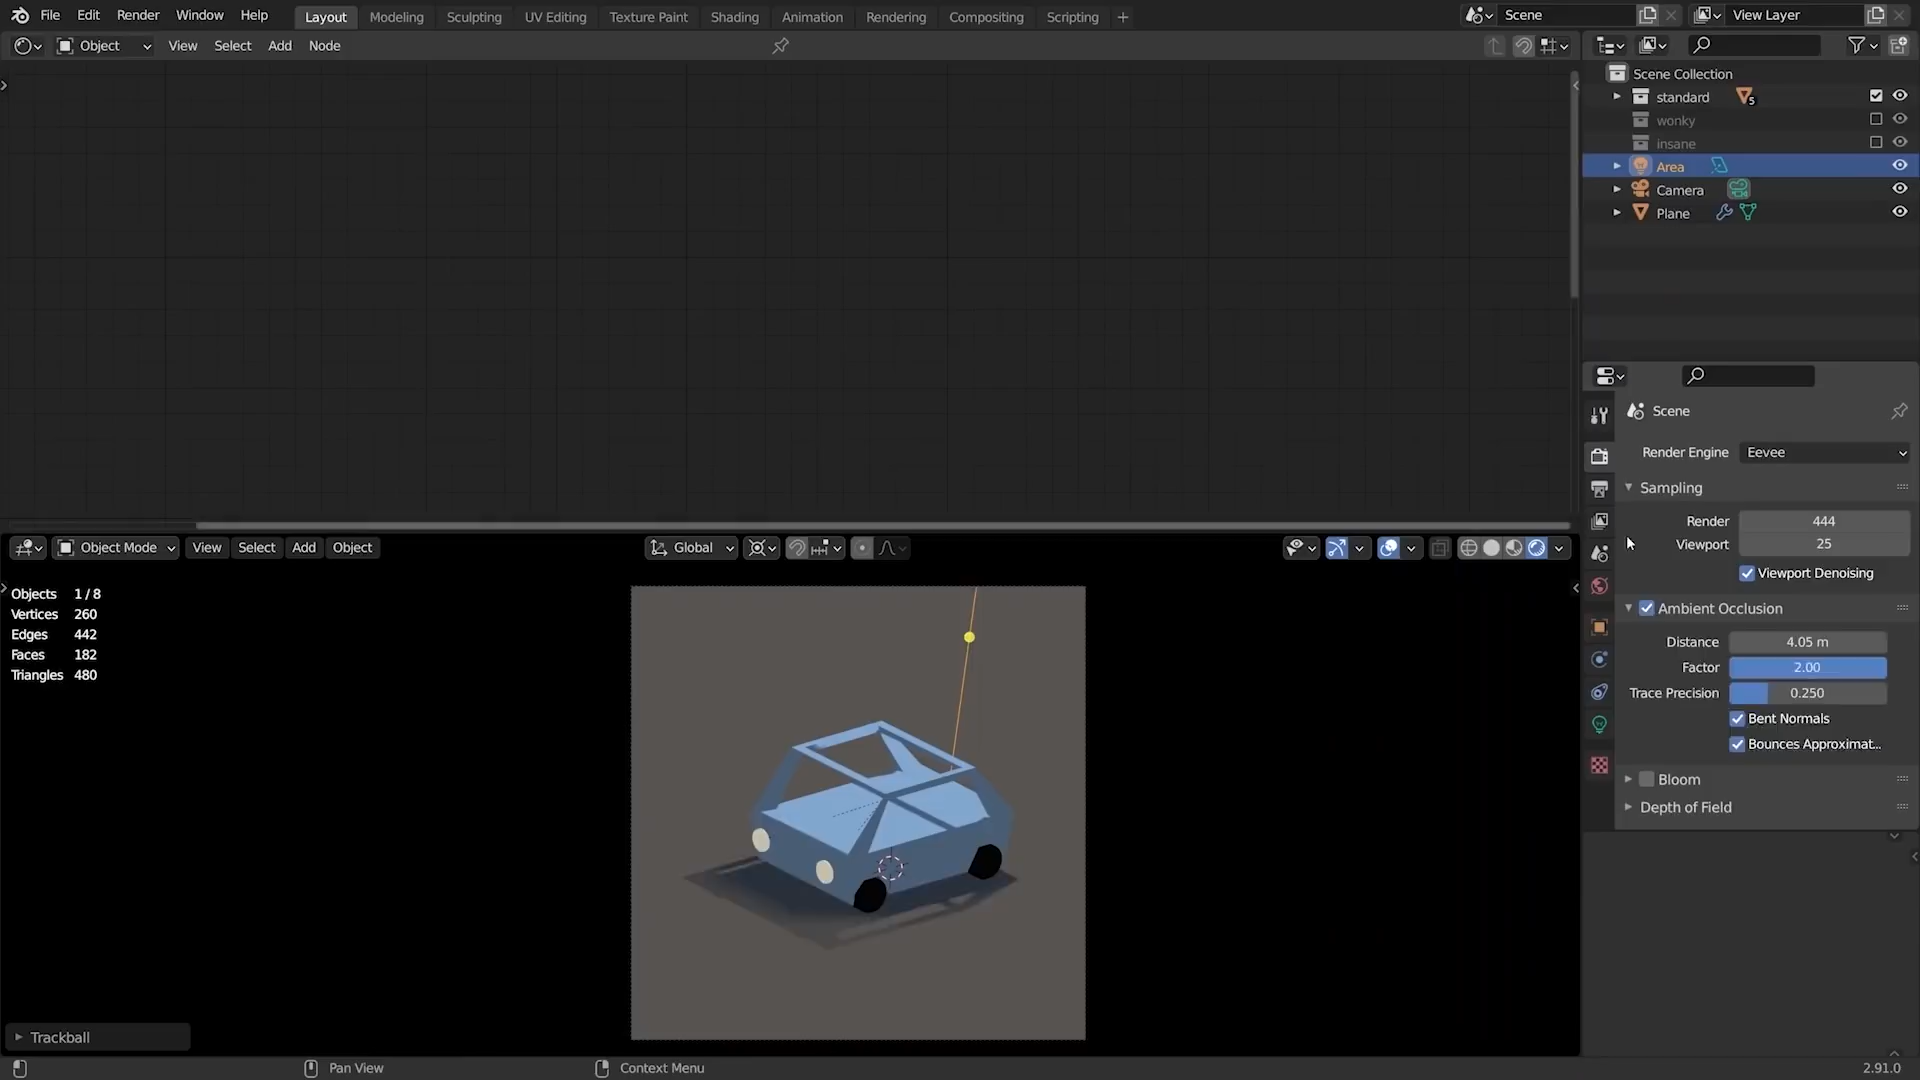 File Edit Render Window Help Layout Modeling Sculpting UV Editing Texture Paint Shading Animation Rendering Compositing Scripting + Scene View Layer
Object View Select Add Node
Scene Collection
standard 5
wonky
insane
Area
Camera
Plane
Scene
Render Engine Eevee
Sampling
Render 444
Viewport 25
Viewport Denoising
Ambient Occlusion
Distance 4.05 m
Factor 2.00
Trace Precision 0.250
Bent Normals
Bounces Approximat...
Bloom
Depth of Field
Object Mode View Select Add Object Global
Objects 1 / 8
Vertices 260
Edges 442
Faces 182
Triangles 480
Trackball
Pan View Context Menu 2.91.0